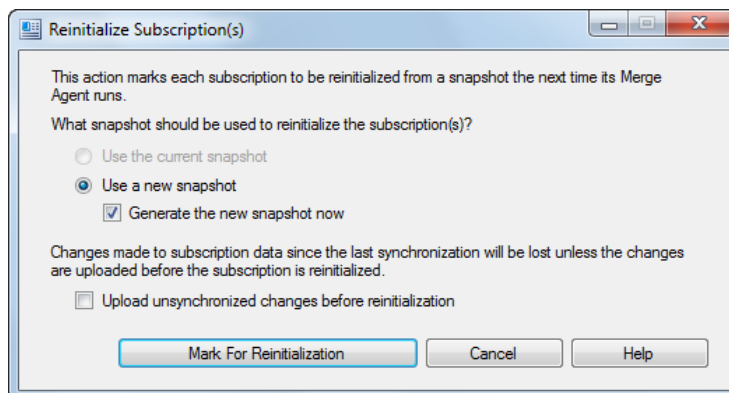 Reinitialize Subscription(s)
This action marks each subscription to be reinitialized from a snapshot the next time its Merge
Agent runs.
What snapshot should be used to reinitialize the subscription(s)?
Use the current snapshot
Use a new snapshot
Generate the new snapshot now
Changes made to subscription data since the last synchronization will be lost unless the changes
are uploaded before the subscription is reinitialized.
Upload unsynchronized changes before reinitialization
Mark For Reinitialization
Cancel
Help